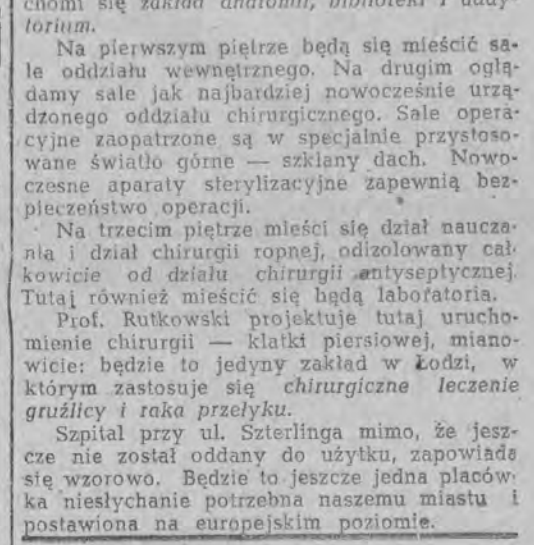 chomi się zakład anatomii, biblioteki i audy-
torium.
Na pierwszym piętrze będą się mieścić sa-
le oddziału wewnętrznego. Na drugim oglą-
damy sale jak najbardziej nowocześnie urzą-
dzonego oddziału chirurgicznego. Sale opera-
cyjne zaopatrzone są w specjalnie przystoso-
wane światło górne — szklany dach. Nowo-
czesne aparaty sterylizacyjne zapewnią bez-
pieczeństwo operacji.
Na trzecim piętrze mieści się dział naucza-
nia i dział chirurgii ropnej, odizolowany cał-
kowicie od działu chirurgii antyseptycznej.
Tutaj również mieścić się będą laboratoria.
Prof. Rutkowski projektuje tutaj urucho-
mienie chirurgii — klatki piersiowej, miano-
wicie: będzie to jedyny zakład w Łodzi, w
którym zastosuje się chirurgiczne leczenie
gruźlicy i raka przełyku.
Szpital przy ul. Szterlinga mimo, że jesz-
cze nie został oddany do użytku, zapowiada
się wzorowo. Będzie to jeszcze jedna placów-
ka niesłychanie potrzebna naszemu miastu i
postawiona na europejskim poziomie.